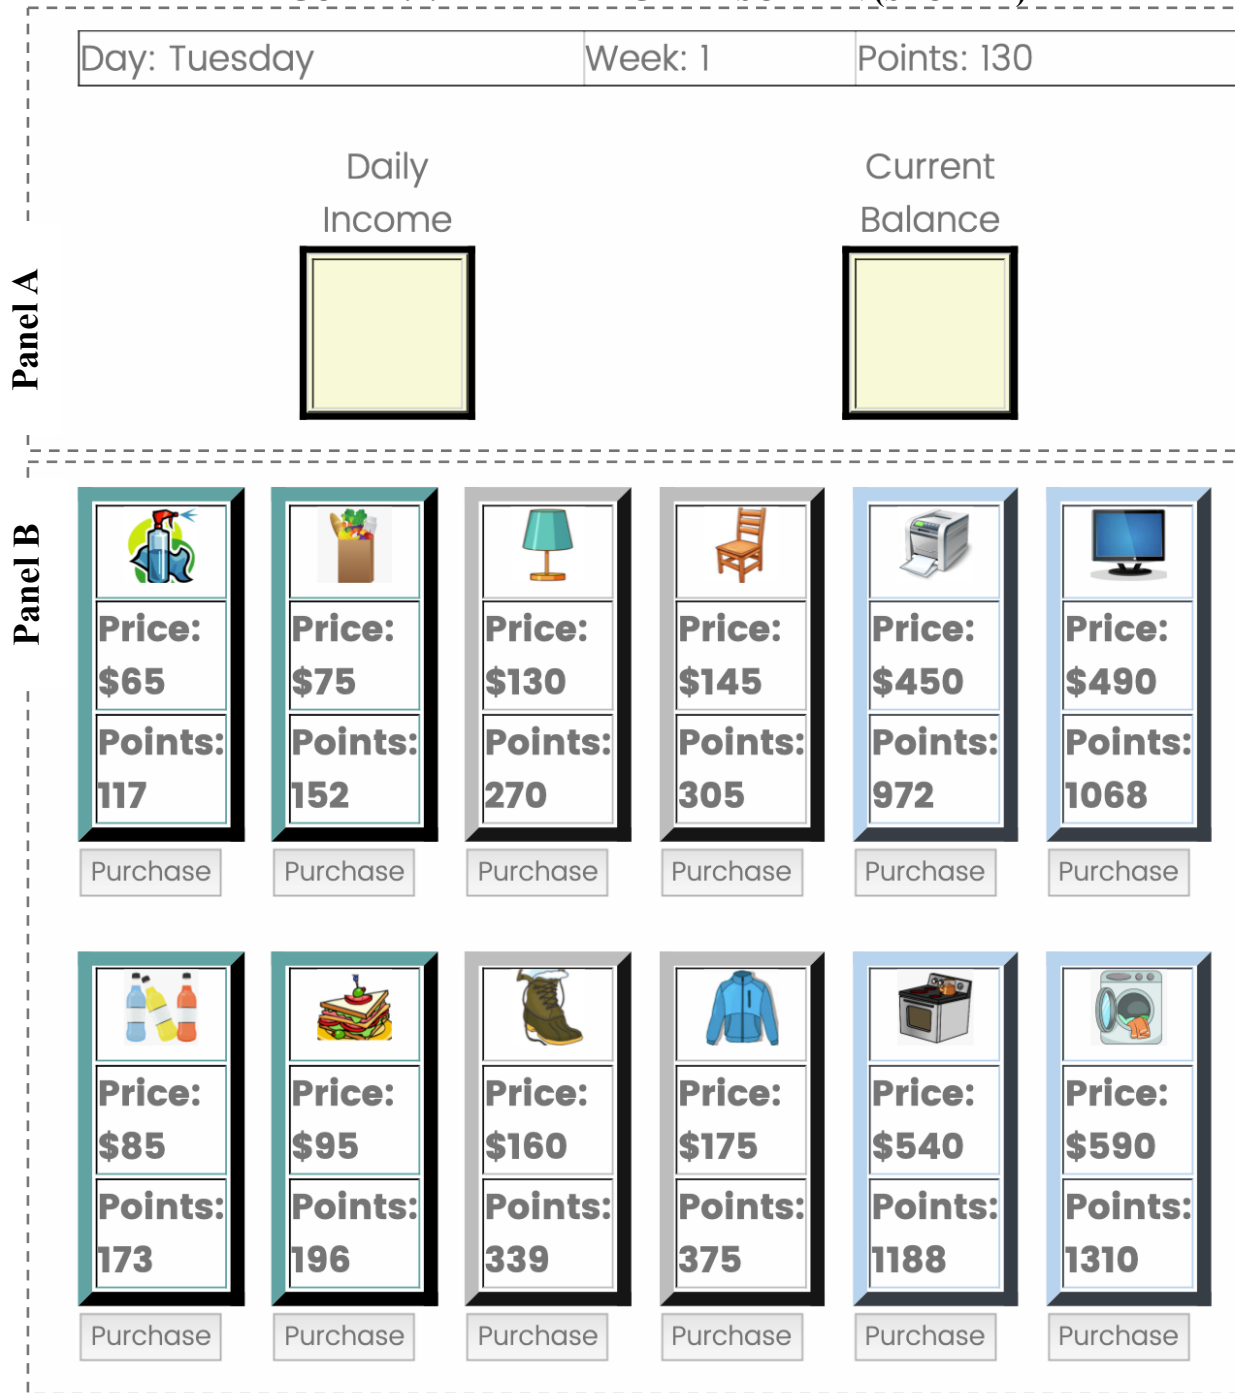 Day: Tuesday Week: 1 Points: 130
Daily
Income
Current
Balance
Panel A
Panel B
Price: Price: Price: Price: Price: Price:
$65 $75 $130 $145 $450 $490
Points: Points: Points: Points: Points: Points:
117 152 270 305 972 1068
Purchase Purchase Purchase Purchase Purchase Purchase
Price: Price: Price: Price: Price: Price:
$85 $95 $160 $175 $540 $590
Points: Points: Points: Points: Points: Points:
173 196 339 375 1188 1310
Purchase Purchase Purchase Purchase Purchase Purchase